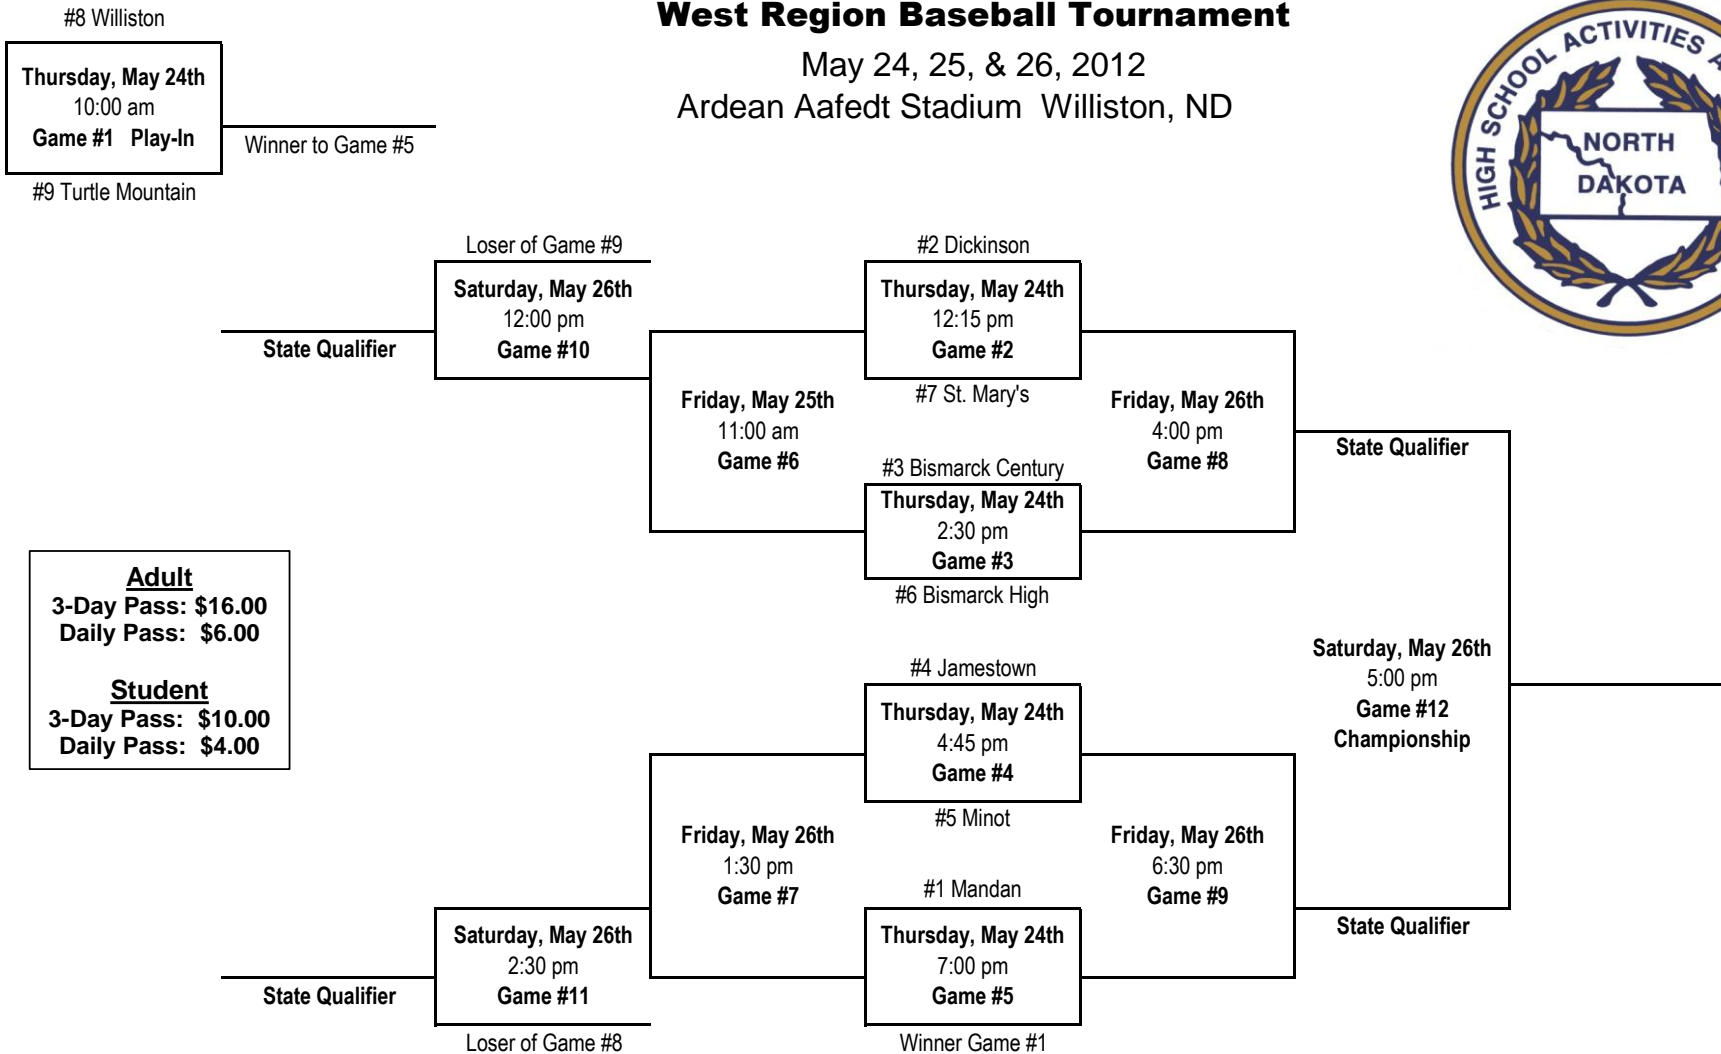 West Region Baseball Tournament
May 24, 25, & 26, 2012
Ardean Aafedt Stadium  Williston, ND
HIGH SCHOOL ACTIVITIES
NORTH
DAKOTA
#8 Williston
Thursday, May 24th
10:00 am
Game #1   Play-In
Winner to Game #5
#9 Turtle Mountain
Loser of Game #9
Saturday, May 26th
12:00 pm
Game #10
State Qualifier
Friday, May 25th
11:00 am
Game #6
#2 Dickinson
Thursday, May 24th
12:15 pm
Game #2
#7 St. Mary's
#3 Bismarck Century
Thursday, May 24th
2:30 pm
Game #3
#6 Bismarck High
Friday, May 26th
4:00 pm
Game #8
State Qualifier
Adult
3-Day Pass: $16.00
Daily Pass:  $6.00
Student
3-Day Pass:  $10.00
Daily Pass:  $4.00
#4 Jamestown
Thursday, May 24th
4:45 pm
Game #4
#5 Minot
Saturday, May 26th
5:00 pm
Game #12
Championship
Friday, May 26th
1:30 pm
Game #7
#1 Mandan
Thursday, May 24th
7:00 pm
Game #5
Winner Game #1
Friday, May 26th
6:30 pm
Game #9
State Qualifier
Saturday, May 26th
2:30 pm
Game #11
State Qualifier
Loser of Game #8